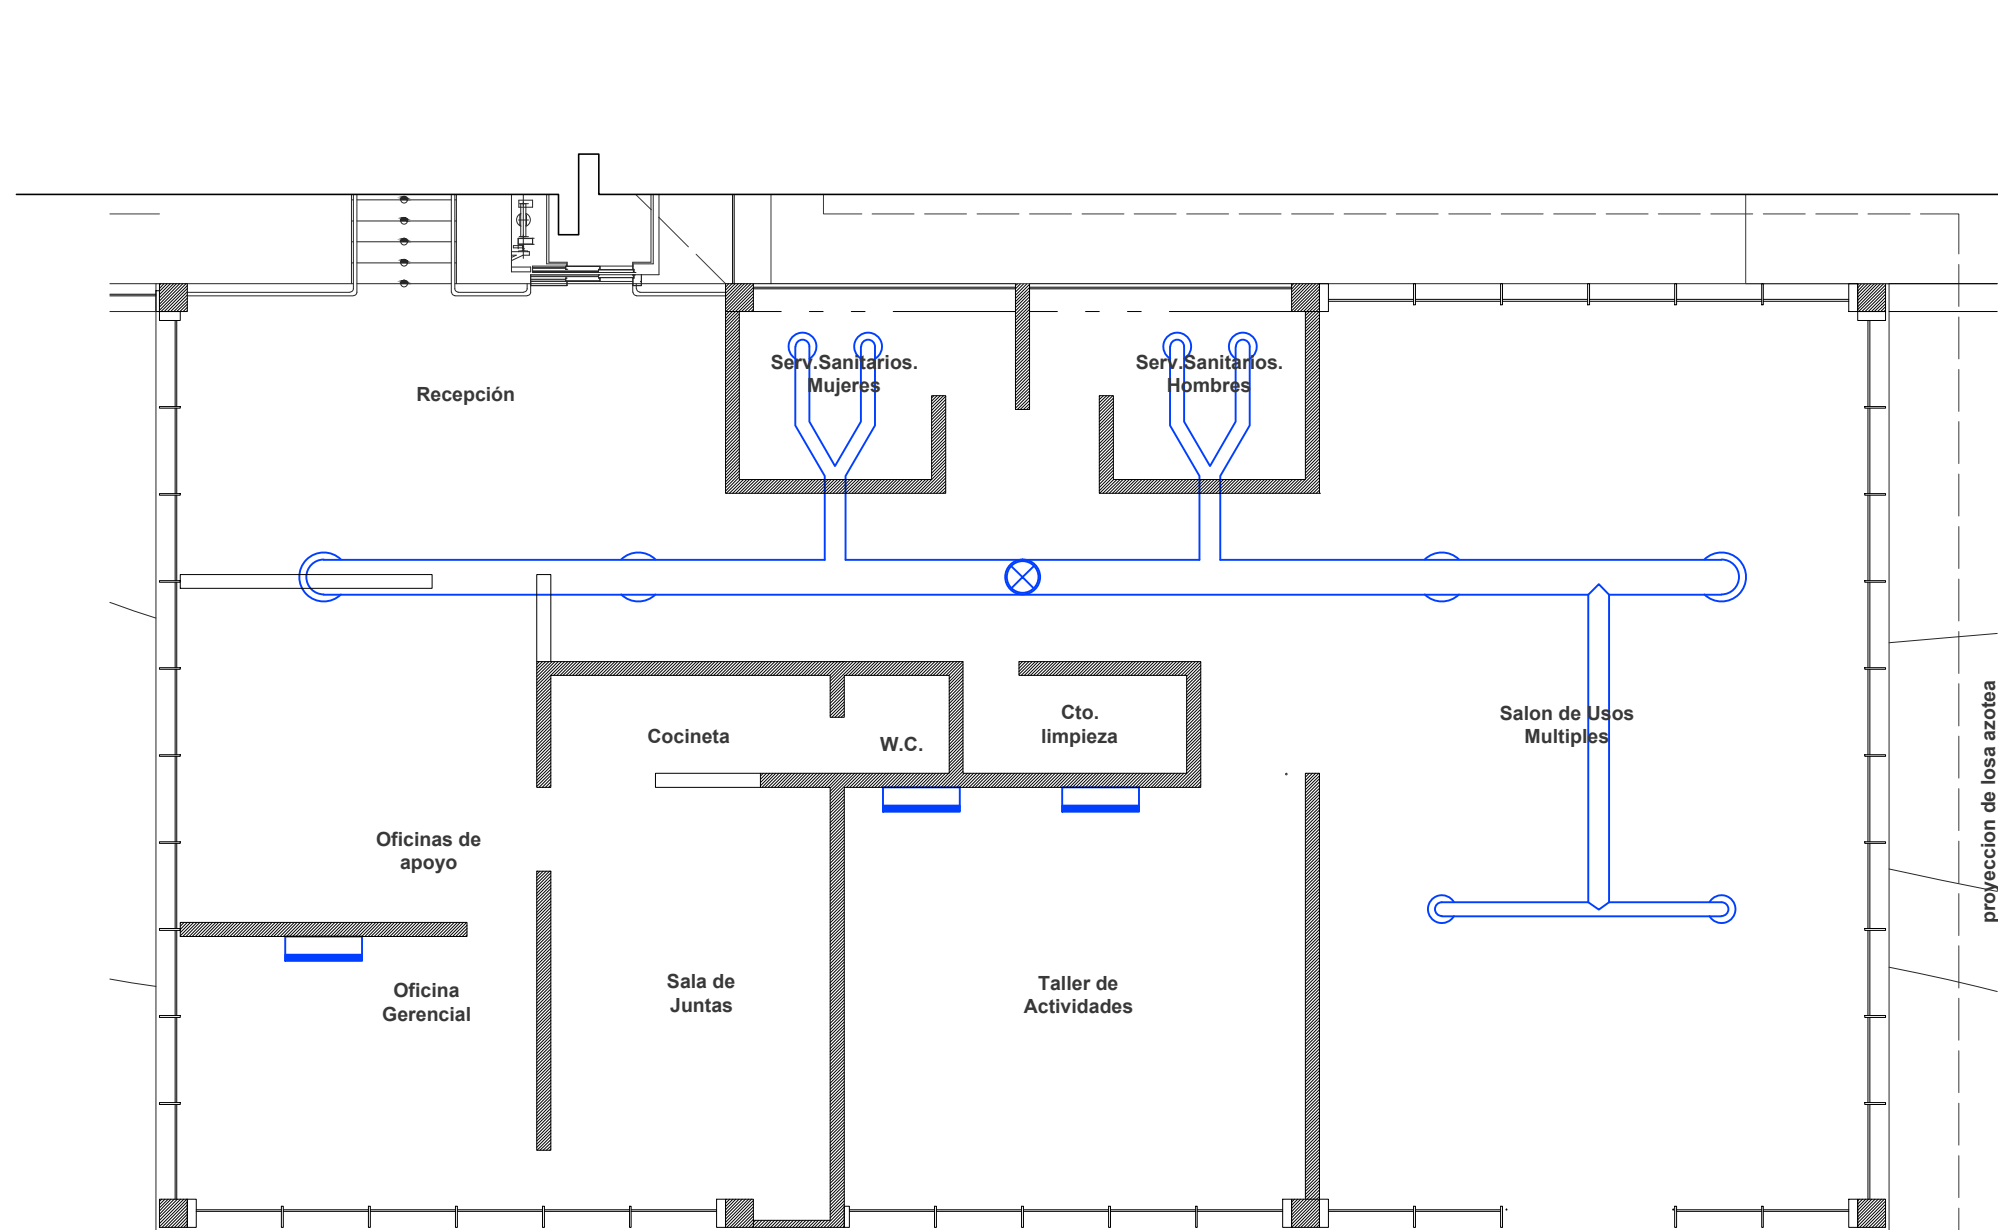 Serv.Sanitarios.
Mujeres
Serv.Sanitarios.
Hombres
Recepción
Cocineta
W.C.
Cto.
limpieza
Salon de Usos
Multiples
proyeccion de losa azotea
Oficinas de
apoyo
Oficina
Gerencial
Sala de
Juntas
Taller de
Actividades